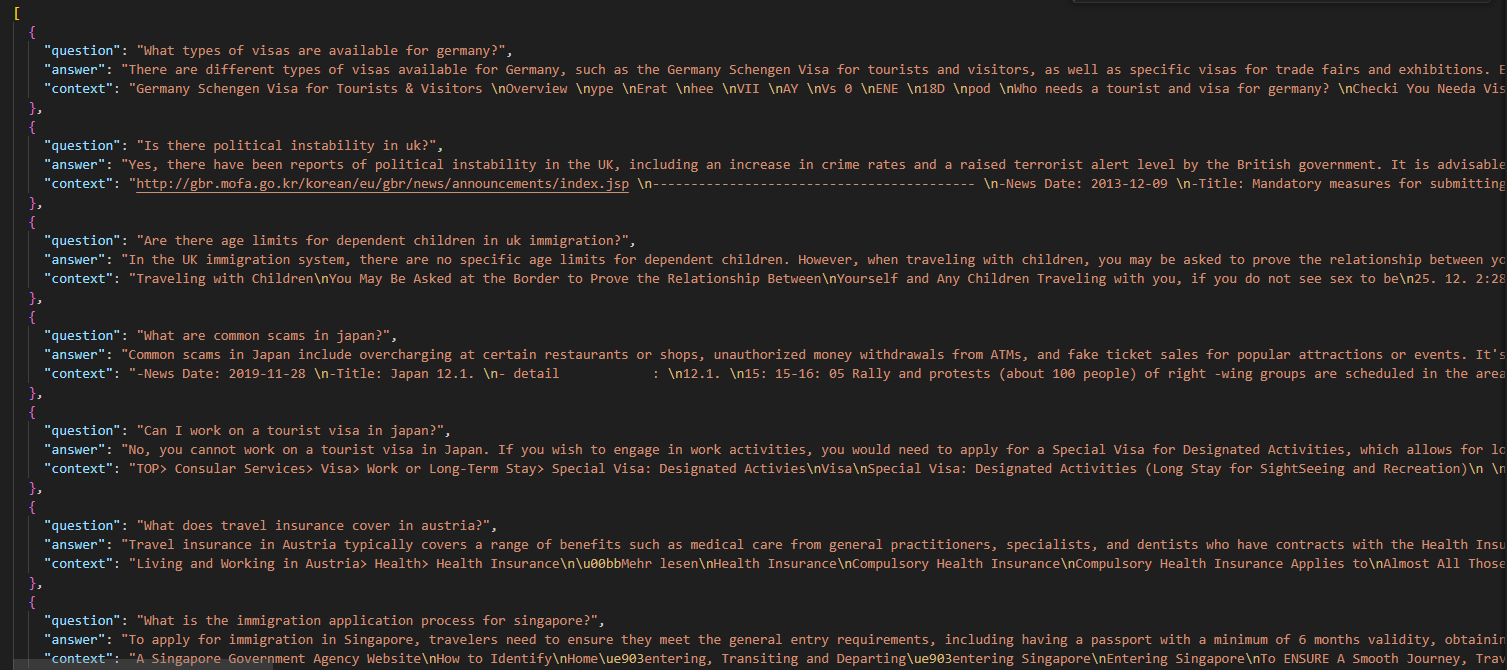 [
{
"question": "What types of visas are available for germany?",
"answer": "There are different types of visas available for Germany, such as the Germany Schengen Visa for tourists and visitors, as well as specific visas for trade fairs and exhibitions. E
"context": "Germany Schengen Visa for Tourists & Visitors \nOverview \nype \nErat \nhee \nVII \nAY \nVs 0 \nENE \n18D \npod \nWho needs a tourist and visa for germany? \nChecki You Needa Vis
},
{
"question": "Is there political instability in uk?",
"answer": "Yes, there have been reports of political instability in the UK, including an increase in crime rates and a raised terrorist alert level by the British government. It is advisable
"context": "http://gbr.mofa.go.kr/korean/eu/gbr/news/announcements/index.jsp \n------------------------------------------ \n-News Date: 2013-12-09 \n-Title: Mandatory measures for submitting
},
{
"question": "Are there age limits for dependent children in uk immigration?",
"answer": "In the UK immigration system, there are no specific age limits for dependent children. However, when traveling with children, you may be asked to prove the relationship between yo
"context": "Traveling with Children\nYou May Be Asked at the Border to Prove the Relationship Between\nYourself and Any Children Traveling with you, if you do not see sex to be\n25. 12. 2:28
},
{
"question": "What are common scams in japan?",
"answer": "Common scams in Japan include overcharging at certain restaurants or shops, unauthorized money withdrawals from ATMs, and fake ticket sales for popular attractions or events. It's
"context": "-News Date: 2019-11-28 \n-Title: Japan 12.1. \n- detail : \n12.1. \n15: 15-16: 05 Rally and protests (about 100 people) of right -wing groups are scheduled in the area
},
{
"question": "Can I work on a tourist visa in japan?",
"answer": "No, you cannot work on a tourist visa in Japan. If you wish to engage in work activities, you would need to apply for a Special Visa for Designated Activities, which allows for lo
"context": "TOP> Consular Services> Visa> Work or Long-Term Stay> Special Visa: Designated Activies\nVisa\nSpecial Visa: Designated Activities (Long Stay for SightSeeing and Recreation)\n \n
},
{
"question": "What does travel insurance cover in austria?",
"answer": "Travel insurance in Austria typically covers a range of benefits such as medical care from general practitioners, specialists, and dentists who have contracts with the Health Insu
"context": "Living and Working in Austria> Health> Health Insurance\n\u00bbMehr lesen\nHealth Insurance\nCompulsory Health Insurance\nCompulsory Health Insurance Applies to\nAlmost All Those
},
{
"question": "What is the immigration application process for singapore?",
"answer": "To apply for immigration in Singapore, travelers need to ensure they meet the general entry requirements, including having a passport with a minimum of 6 months validity, obtainin
"context": "A Singapore Government Agency Website\nHow to Identify\nHome\ue903entering, Transiting and Departing\ue903entering Singapore\nEntering Singapore\nTo ENSURE A Smooth Journey, Trav